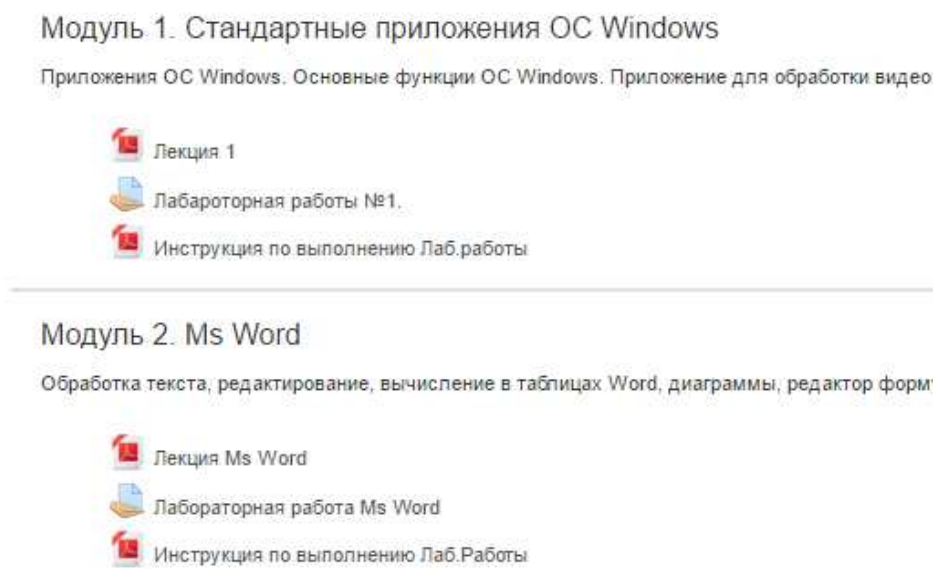 Модуль 1. Стандартные приложения ОС Windows
Приложения ОС Windows. Основные функции ОС Windows. Приложение для обработки видео
Лекция 1
Лабароторная работы №1.
Инструкция по выполнению Лаб.работы
Модуль 2. Ms Word
Обработка текста, редактирование, вычисление в таблицах Word, диаграммы, редактор
Лекция Ms Word
Лабораторная работа Ms Word
Инструкция по выполнению Лаб.Работы